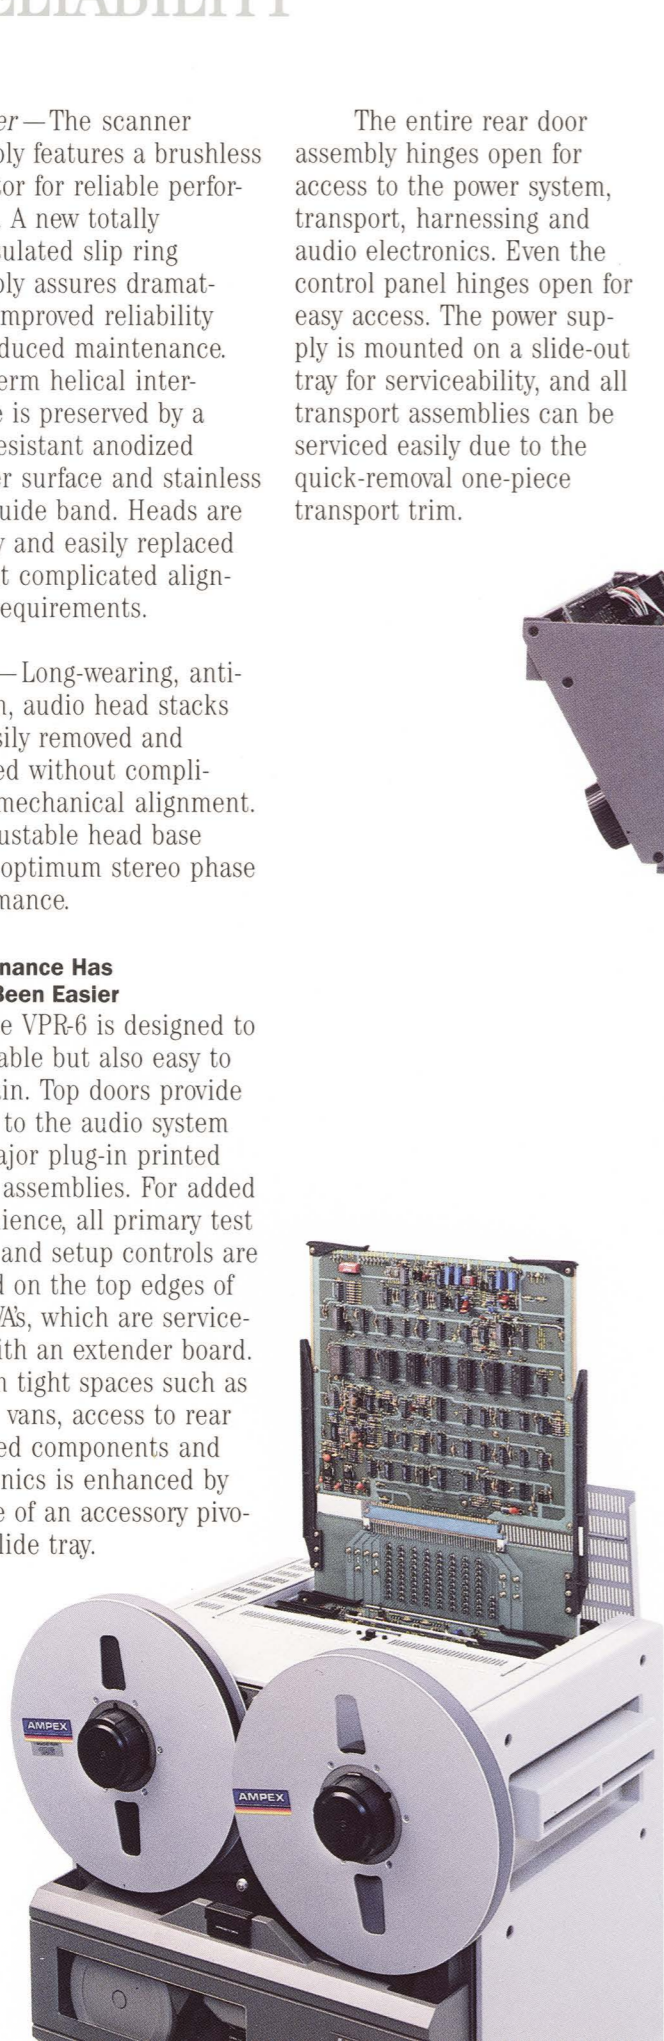 ELIABILITY
er—The scanner
bly features a brushless
tor for reliable perfor-
. A new totally
sulated slip ring
bly assures dramat-
mproved reliability
duced maintenance.
erm helical inter-
e is preserved by a
esistant anodized
er surface and stainless
uide band. Heads are
y and easily replaced
t complicated align-
equirements.
—Long-wearing, anti-
n, audio head stacks
sily removed and
ed without compli-
mechanical alignment.
ustable head base
optimum stereo phase
mance.
nance Has
Been Easier
e VPR-6 is designed to
able but also easy to
in. Top doors provide
to the audio system
ajor plug-in printed
assemblies. For added
ience, all primary test
and setup controls are
d on the top edges of
VA's, which are service-
ith an extender board.
n tight spaces such as
vans, access to rear
ed components and
nics is enhanced by
e of an accessory pivo-
lide tray.
The entire rear door
assembly hinges open for
access to the power system,
transport, harnessing and
audio electronics. Even the
control panel hinges open for
easy access. The power sup-
ply is mounted on a slide-out
tray for serviceability, and all
transport assemblies can be
serviced easily due to the
quick-removal one-piece
transport trim.
AMPEX
AMPEX